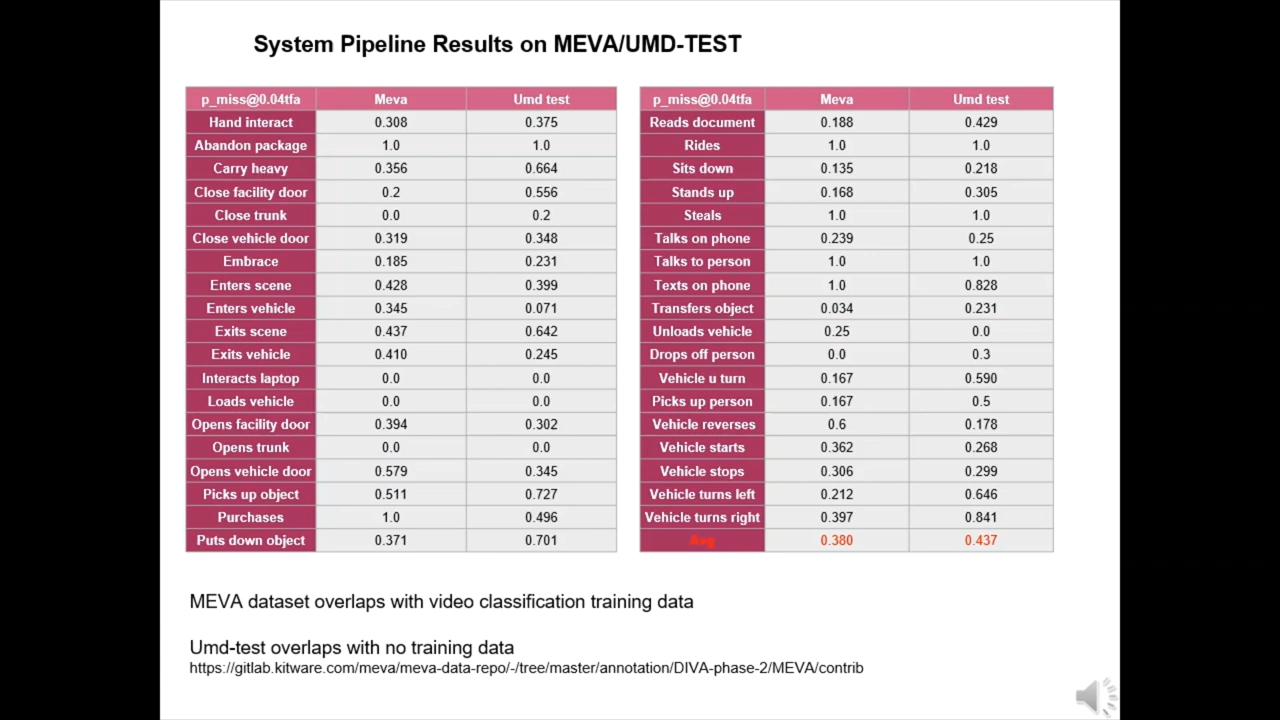 System Pipeline Results on MEVA/UMD-TEST
p_miss@0.04tfa Meva Umd test
Hand interact 0.308 0.375
Abandon package 1.0 1.0
Carry heavy 0.356 0.664
Close facility door 0.2 0.556
Close trunk 0.0 0.2
Close vehicle door 0.319 0.348
Embrace 0.185 0.231
Enters scene 0.428 0.399
Enters vehicle 0.345 0.071
Exits scene 0.437 0.642
Exits vehicle 0.410 0.245
Interacts laptop 0.0 0.0
Loads vehicle 0.0 0.0
Opens facility door 0.394 0.302
Opens trunk 0.0 0.0
Opens vehicle door 0.579 0.345
Picks up object 0.511 0.727
Purchases 1.0 0.496
Puts down object 0.371 0.701
p_miss@0.04tfa Meva Umd test
Reads document 0.188 0.429
Rides 1.0 1.0
Sits down 0.135 0.218
Stands up 0.168 0.305
Steals 1.0 1.0
Talks on phone 0.239 0.25
Talks to person 1.0 1.0
Texts on phone 1.0 0.828
Transfers object 0.034 0.231
Unloads vehicle 0.25 0.0
Drops off person 0.0 0.3
Vehicle u turn 0.167 0.590
Picks up person 0.167 0.5
Vehicle reverses 0.6 0.178
Vehicle starts 0.362 0.268
Vehicle stops 0.306 0.299
Vehicle turns left 0.212 0.646
Vehicle turns right 0.397 0.841
Avg 0.380 0.437
MEVA dataset overlaps with video classification training data
Umd-test overlaps with no training data
https://gitlab.kitware.com/meva/meva-data-repo/-/tree/master/annotation/DIVA-phase-2/MEVA/contrib